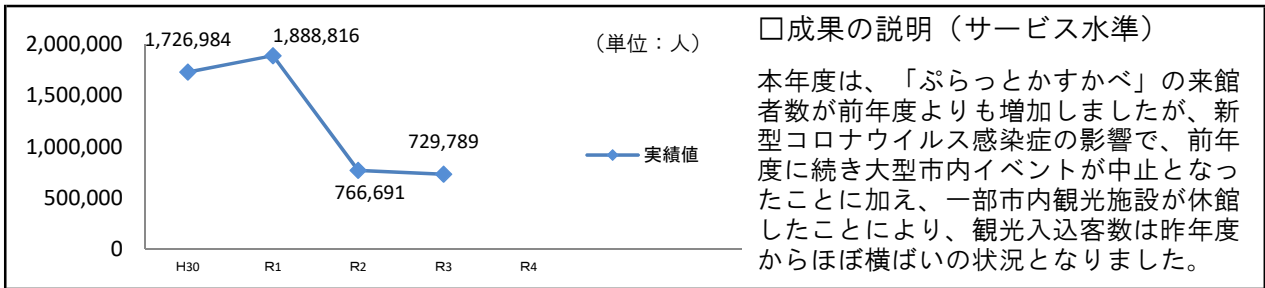 2,000,000
1,500,000
1,000,000
500,000
0
1,726,984
1,888,816
766,691
729,789
(単位：人)
実績値
H30 R1 R2 R3 R4
□成果の説明（サービス水準）
本年度は、「ぷらっとかすかべ」の来館
者数が前年度よりも増加しましたが、新
型コロナウイルス感染症の影響で、前年
度に続き大型市内イベントが中止となっ
たことに加え、一部市内観光施設が休館
したことにより、観光入込客数は昨年度
からほぼ横ばいの状況となりました。